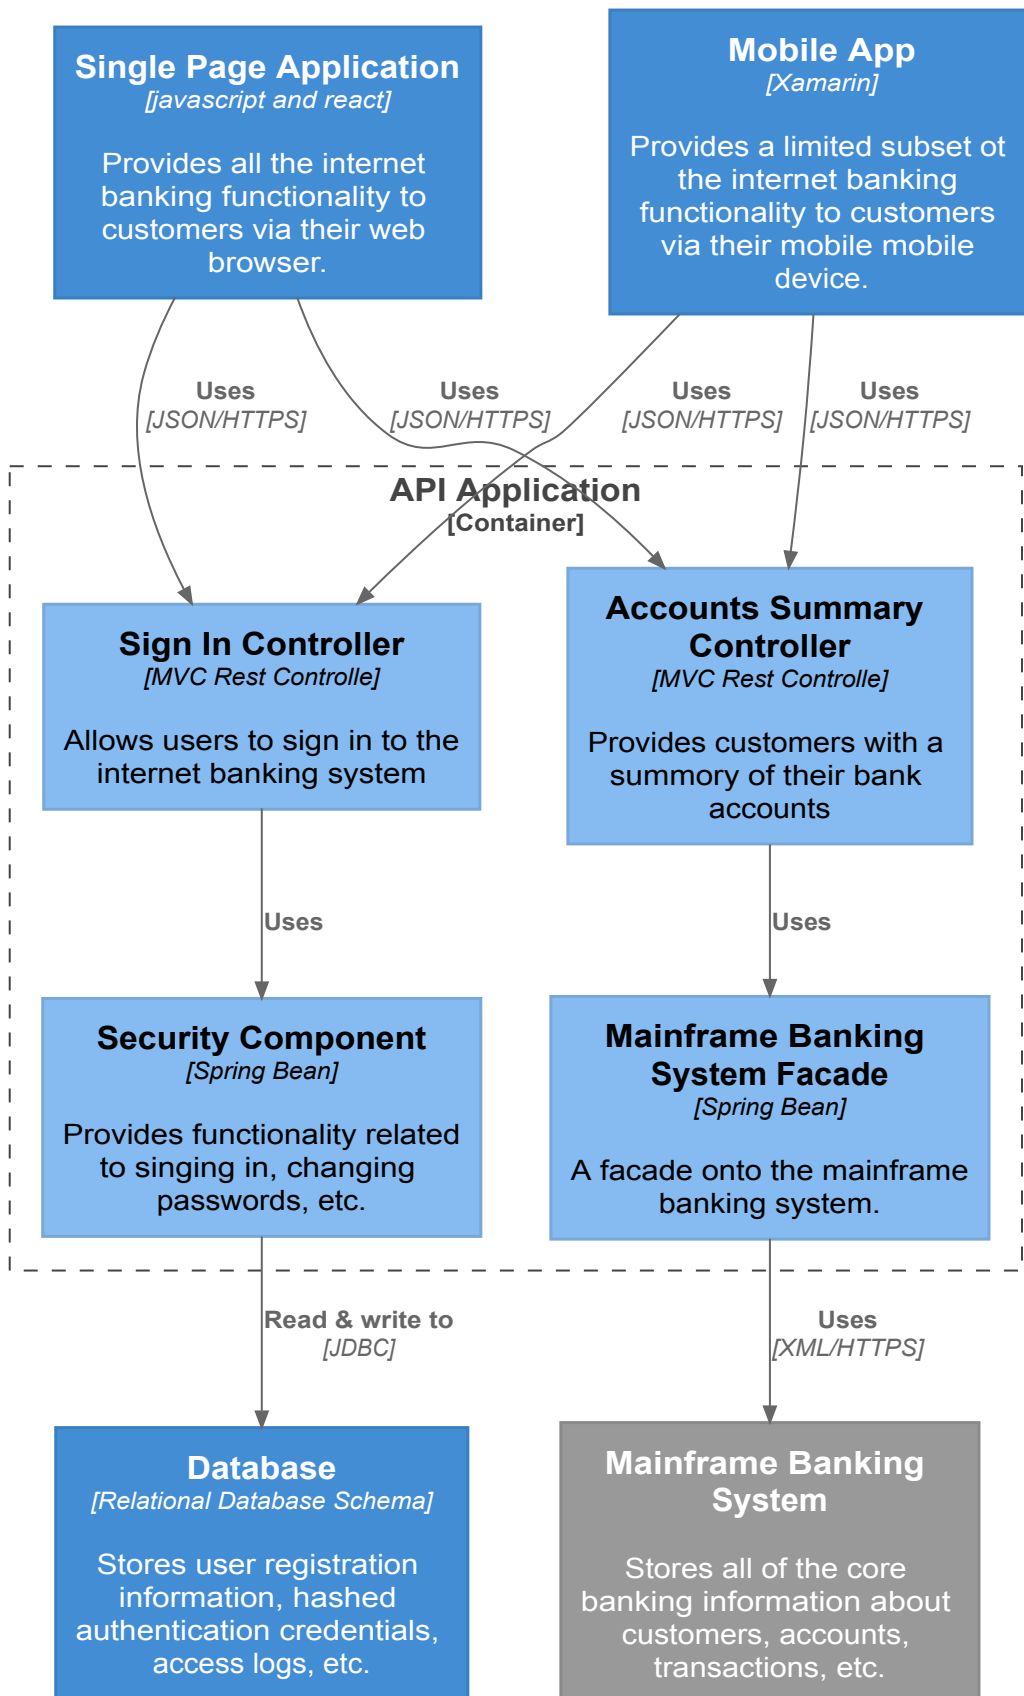 Single Page Application
[javascript and react]
Provides all the internet
banking functionality to
customers via their web
browser.
Mobile App
[Xamarin]
Provides a limited subset ot
the internet banking
functionality to customers
via their mobile mobile
device.
Uses
[JSON/HTTPS]
Uses
[JSON/HTTPS]
Uses
[JSON/HTTPS]
Uses
[JSON/HTTPS]
API Application
[Container]
Sign In Controller
[MVC Rest Controlle]
Allows users to sign in to the
internet banking system
Accounts Summary
Controller
[MVC Rest Controlle]
Provides customers with a
summory of their bank
accounts
Uses
Uses
Security Component
[Spring Bean]
Provides functionality related
to singing in, changing
passwords, etc.
Mainframe Banking
System Facade
[Spring Bean]
A facade onto the mainframe
banking system.
Read & write to
[JDBC]
Uses
[XML/HTTPS]
Database
[Relational Database Schema]
Stores user registration
information, hashed
authentication credentials,
access logs, etc.
Mainframe Banking
System
Stores all of the core
banking information about
customers, accounts,
transactions, etc.